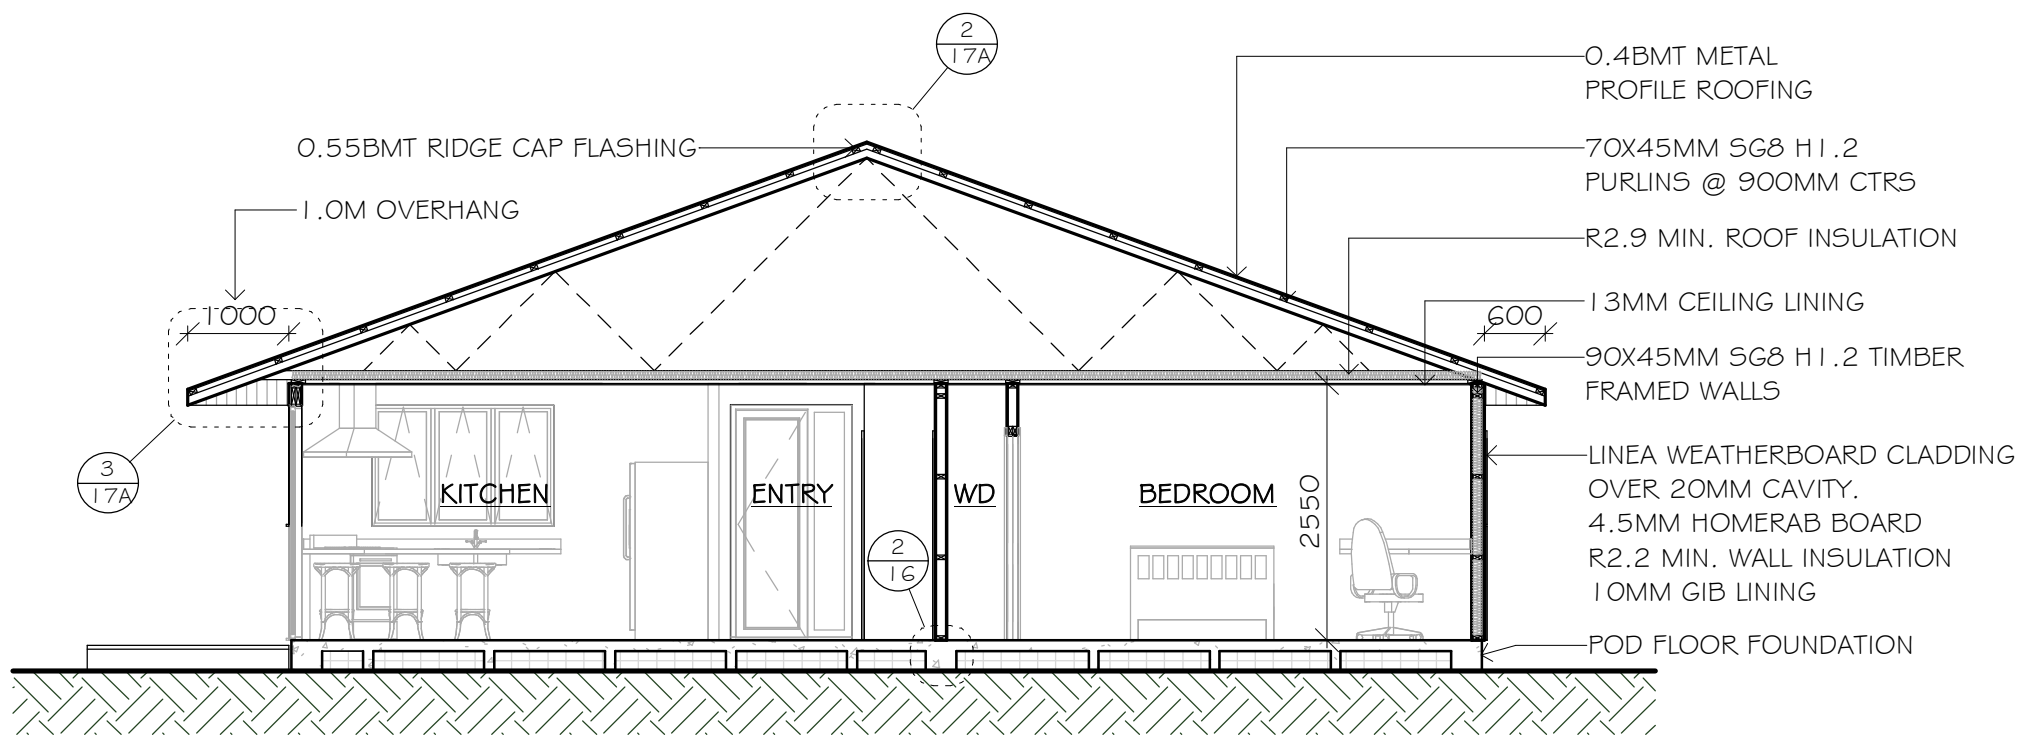 2
17A
0.4BMT METAL
PROFILE ROOFING
0.55BMT RIDGE CAP FLASHING
70X45MM SG8 H1.2
PURLINS @ 900MM CTRS
1.0M OVERHANG
R2.9 MIN. ROOF INSULATION
13MM CEILING LINING
1000
600
90X45MM SG8 H1.2 TIMBER
FRAMED WALLS
3
17A
LINEA WEATHERBOARD CLADDING
OVER 20MM CAVITY.
4.5MM HOMERAB BOARD
R2.2 MIN. WALL INSULATION
10MM GIB LINING
KITCHEN
ENTRY
WD
BEDROOM
2550
2
16
POD FLOOR FOUNDATION